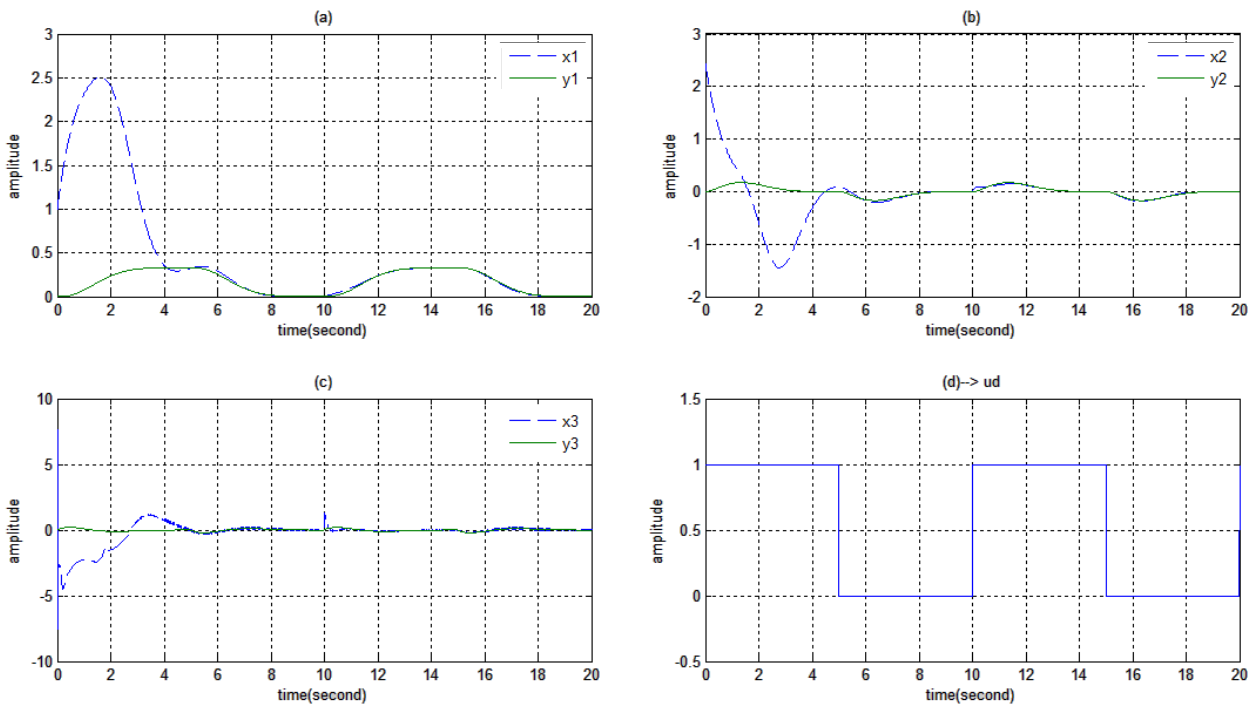 (a)
3
2.5
2
1.5
1
0.5
0
amplitude
x1
y1
0 2 4 6 8 10 12 14 16 18 20
time(second)
(b)
3
2
1
0
-1
-2
amplitude
x2
y2
0 2 4 6 8 10 12 14 16 18 20
time(second)
(c)
10
5
0
-5
-10
amplitude
x3
y3
0 2 4 6 8 10 12 14 16 18 20
time(second)
(d)--> ud
1.5
1
0.5
0
-0.5
amplitude
0 2 4 6 8 10 12 14 16 18 20
time(second)